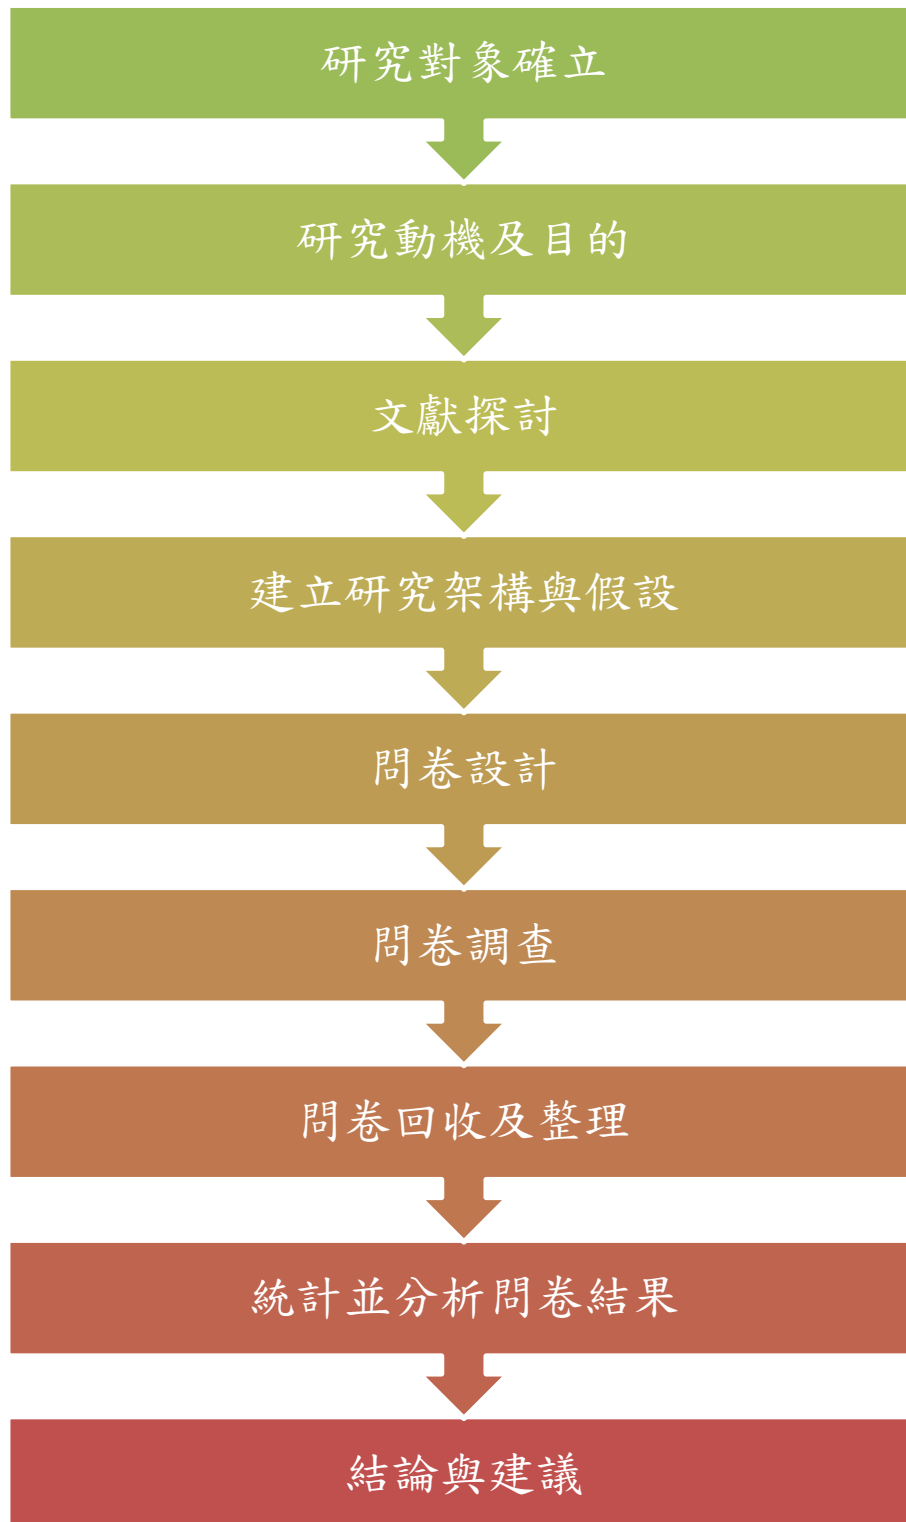 研究對象確立
研究動機及目的
文獻探討
建立研究架構與假設
問卷設計
問卷調查
問卷回收及整理
統計並分析問卷結果
結論與建議